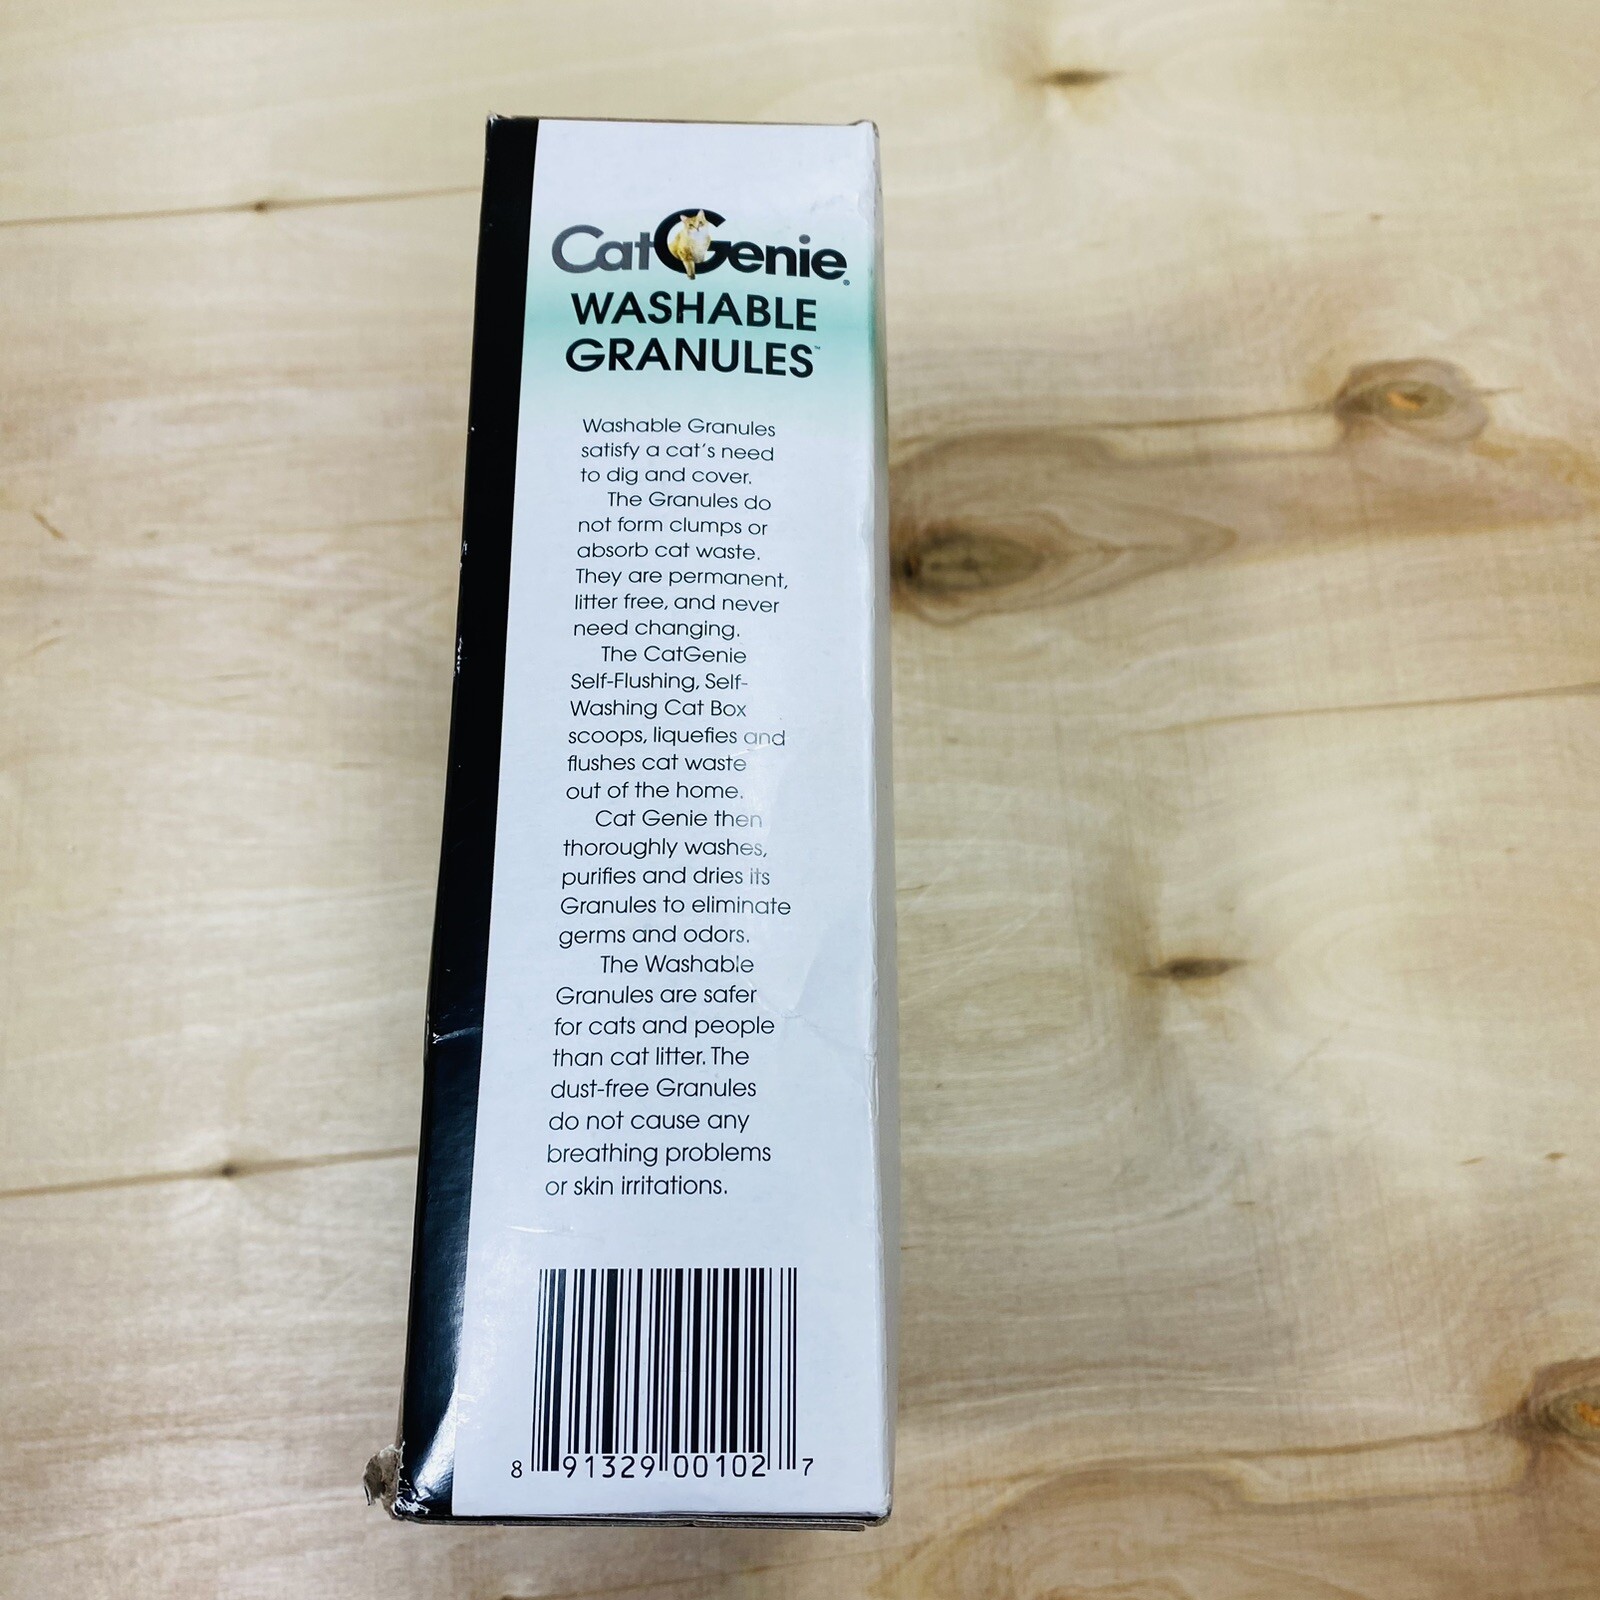 CatGenie®
WASHABLE
GRANULES™
Washable Granules
satisfy a cat's need
to dig and cover.
The Granules do
not form clumps or
absorb cat waste.
They are permanent,
litter free, and never
need changing.
The CatGenie
Self-Flushing, Self-
Washing Cat Box
scoops, liquefies and
flushes cat waste
out of the home.
Cat Genie then
thoroughly washes,
purifies and dries its
Granules to eliminate
germs and odors.
The Washable
Granules are safer
for cats and people
than cat litter. The
dust-free Granules
do not cause any
breathing problems
or skin irritations.
8 91329 00102 7